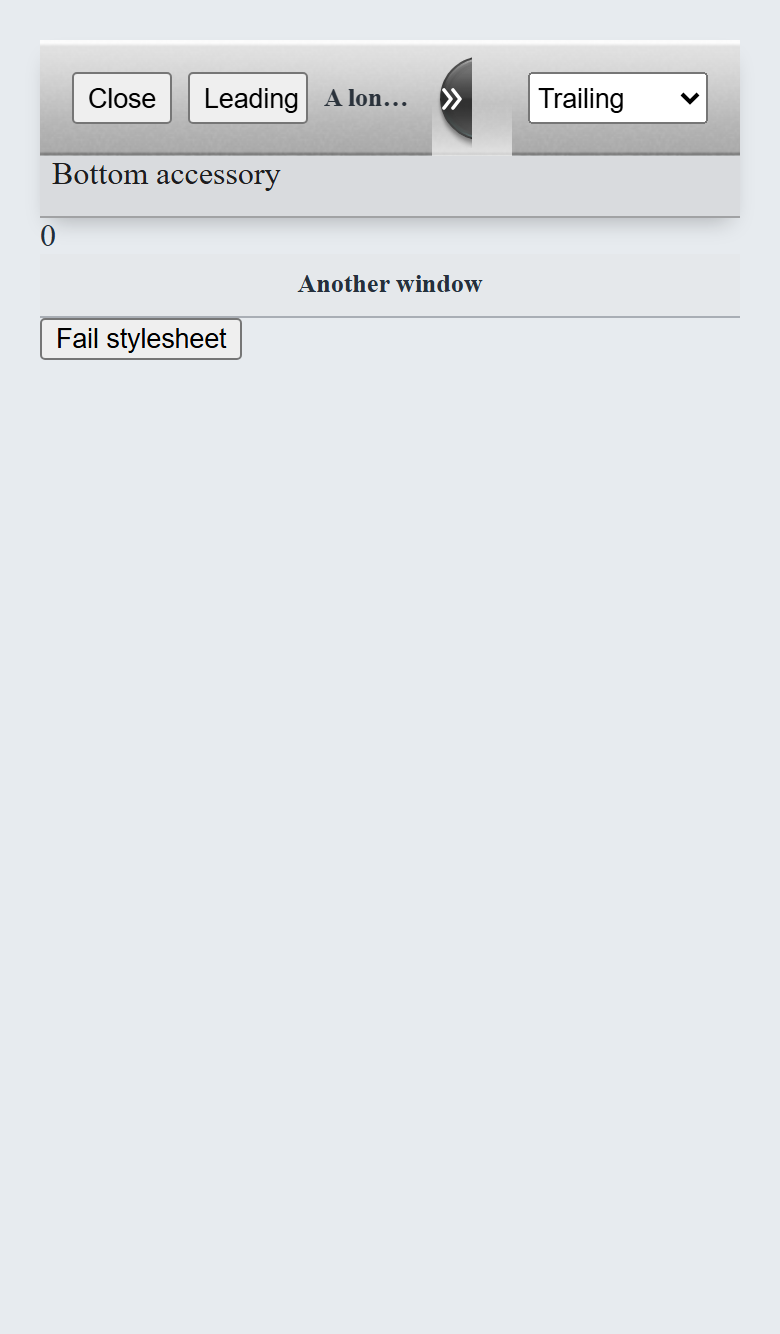 Close Leading A lon… » Trailing
Bottom accessory
0
Another window
Fail stylesheet